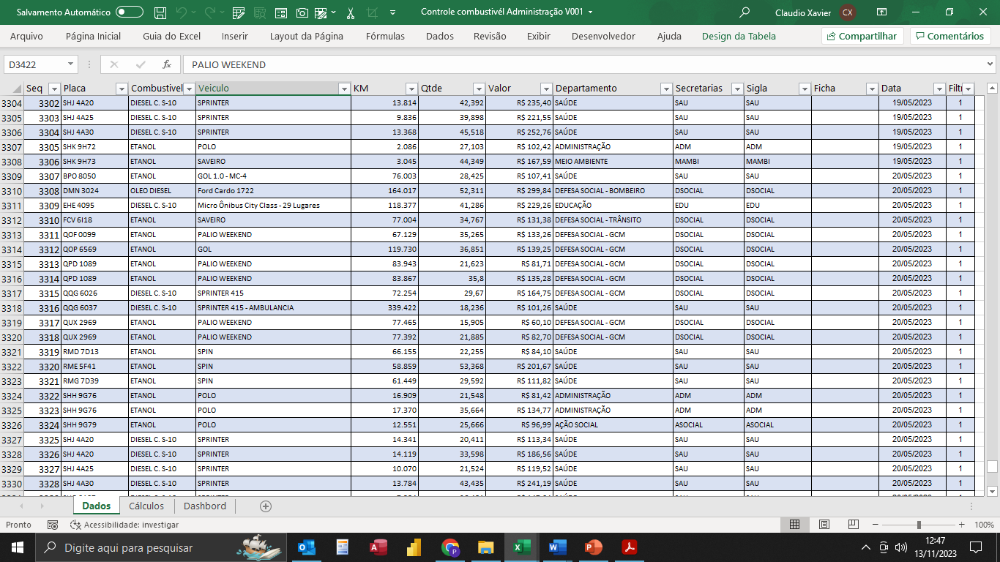 Salvamento Automático
Controle combustivél Administração V001
Claudio Xavier
CX
Arquivo Página Inicial Guia do Excel Inserir Layout da Página Fórmulas Dados Revisão Exibir Desenvolvedor Ajuda Design da Tabela Compartilhar Comentários
D3422 fx PALIO WEEKEND
Seq Placa Combustivel Veiculo KM Qtde Valor Departamento Secretarias Sigla Ficha Data Filtr
3304 3302 SHJ 4A20 DIESEL C. S-10 SPRINTER 13.814 42,392 R$ 235,40 SAÚDE SAU SAU 19/05/2023 1
3305 3303 SHJ 4A25 DIESEL C. S-10 SPRINTER 9.836 39,898 R$ 221,55 SAÚDE SAU SAU 19/05/2023 1
3306 3304 SHJ 4A30 DIESEL C. S-10 SPRINTER 13.368 45,518 R$ 252,76 SAÚDE SAU SAU 19/05/2023 1
3307 3305 SHK 9H72 ETANOL POLO 2.086 27,103 R$ 102,42 ADMINISTRAÇÃO ADM ADM 19/05/2023 1
3308 3306 SHK 9H73 ETANOL SAVEIRO 3.045 44,349 R$ 167,59 MEIO AMBIENTE MAMBI MAMBI 19/05/2023 1
3309 3307 BPO 8050 ETANOL GOL 1.0 - MC-4 76.003 28,425 R$ 107,41 SAÚDE SAU SAU 20/05/2023 1
3310 3308 DMN 3024 OLEO DIESEL Ford Cardo 1722 164.017 52,311 R$ 299,84 DEFESA SOCIAL - BOMBEIRO DSOCIAL DSOCIAL 20/05/2023 1
3311 3309 EHE 4095 DIESEL C. S-10 Micro Ônibus City Class - 29 Lugares 118.377 41,286 R$ 229,26 EDUCAÇÃO EDU EDU 20/05/2023 1
3312 3310 FCV 6I18 ETANOL SAVEIRO 77.004 34,767 R$ 131,38 DEFESA SOCIAL - TRÂNSITO DSOCIAL DSOCIAL 20/05/2023 1
3313 3311 QOF 0099 ETANOL PALIO WEEKEND 67.129 35,265 R$ 133,26 DEFESA SOCIAL - GCM DSOCIAL DSOCIAL 20/05/2023 1
3314 3312 QOP 6569 ETANOL GOL 119.730 36,851 R$ 139,25 DEFESA SOCIAL - GCM DSOCIAL DSOCIAL 20/05/2023 1
3315 3313 QPD 1089 ETANOL PALIO WEEKEND 83.943 21,623 R$ 81,71 DEFESA SOCIAL - GCM DSOCIAL DSOCIAL 20/05/2023 1
3316 3314 QPD 1089 ETANOL PALIO WEEKEND 83.867 35,8 R$ 135,28 DEFESA SOCIAL - GCM DSOCIAL DSOCIAL 20/05/2023 1
3317 3315 QQG 6026 DIESEL C. S-10 SPRINTER 415 72.254 29,67 R$ 164,75 DEFESA SOCIAL - GCM DSOCIAL DSOCIAL 20/05/2023 1
3318 3316 QQG 6037 DIESEL C. S-10 SPRINTER 415 - AMBULANCIA 339.422 18,236 R$ 101,26 SAÚDE SAU SAU 20/05/2023 1
3319 3317 QUX 2969 ETANOL PALIO WEEKEND 77.465 15,905 R$ 60,10 DEFESA SOCIAL - GCM DSOCIAL DSOCIAL 20/05/2023 1
3320 3318 QUX 2969 ETANOL PALIO WEEKEND 77.392 21,885 R$ 82,70 DEFESA SOCIAL - GCM DSOCIAL DSOCIAL 20/05/2023 1
3321 3319 RMD 7D13 ETANOL SPIN 66.155 22,255 R$ 84,10 SAÚDE SAU SAU 20/05/2023 1
3322 3320 RME 5F41 ETANOL SPIN 58.859 53,368 R$ 201,67 SAÚDE SAU SAU 20/05/2023 1
3323 3321 RMG 7D39 ETANOL SPIN 61.449 29,592 R$ 111,82 SAÚDE SAU SAU 20/05/2023 1
3324 3322 SHH 9G76 ETANOL POLO 16.909 21,548 R$ 81,42 ADMINISTRAÇÃO ADM ADM 20/05/2023 1
3325 3323 SHH 9G76 ETANOL POLO 17.370 35,664 R$ 134,77 ADMINISTRAÇÃO ADM ADM 20/05/2023 1
3326 3324 SHH 9G79 ETANOL POLO 12.551 25,666 R$ 96,99 AÇÃO SOCIAL ASOCIAL ASOCIAL 20/05/2023 1
3327 3325 SHJ 4A20 DIESEL C. S-10 SPRINTER 14.341 20,411 R$ 113,34 SAÚDE SAU SAU 20/05/2023 1
3328 3326 SHJ 4A20 DIESEL C. S-10 SPRINTER 14.119 33,598 R$ 186,56 SAÚDE SAU SAU 20/05/2023 1
3329 3327 SHJ 4A25 DIESEL C. S-10 SPRINTER 10.070 21,524 R$ 119,52 SAÚDE SAU SAU 20/05/2023 1
3330 3328 SHJ 4A30 DIESEL C. S-10 SPRINTER 13.784 43,435 R$ 241,19 SAÚDE SAU SAU 20/05/2023 1
Dados Cálculos Dashbord
Pronto Acessibilidade: investigar 100%
Digite aqui para pesquisar
12:47
13/11/2023